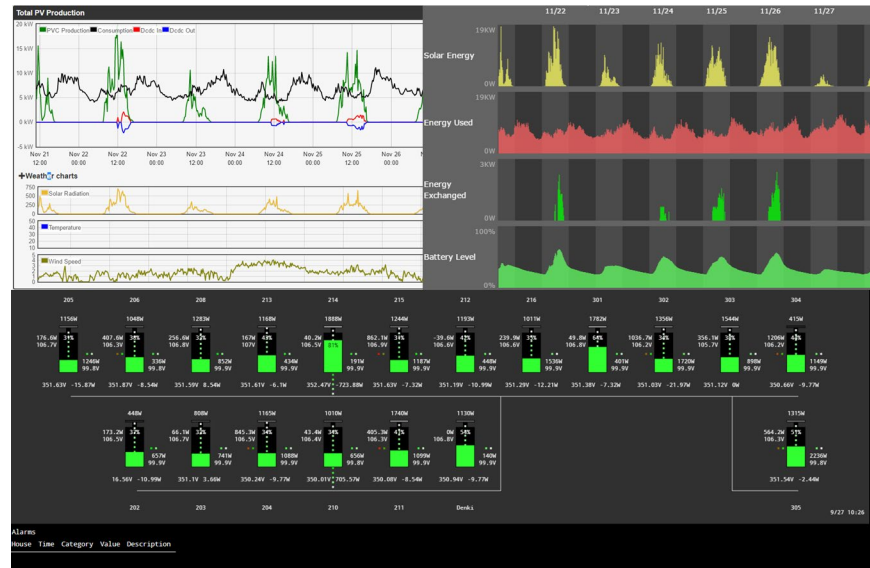 Total PV Production
20 kW
PVC Production Consumption Dcdc In Dcdc Out
15 kW
10 kW
5 kW
0 kW
-5 kW
Nov 21 12:00
Nov 22 00:00
Nov 22 12:00
Nov 23 00:00
Nov 23 12:00
Nov 24 00:00
Nov 24 12:00
Nov 25 00:00
Nov 25 12:00
Nov 26 00:00
Weather charts
750
500
250
0
Solar Radiation
50
40
30
20
10
Temperature
5
4
3
2
1
0
Wind Speed
11/22 11/23 11/24 11/25 11/26 11/27
19KW
Solar Energy
0W
19KW
Energy Used
0W
3KW
Energy Exchanged
0W
100%
Battery Level
0%
205 206 208 213 214 215 212 216 301 302 303 304
1156W 1048W 1283W 1168W 1888W 1244W 1193W 1011W 1782W 1356W 1544W 415W
176.6W 407.6W 256.6W 167W 40.2W 862.1W -39.6W 239.9W 49.8W 1036.7W 356.1W 1206W
106.2V 106.3V 106.8V 107V 106.5V 106.9V 106.6V 106.7V 106.8V 106.2V 105.7V 106.2V
1246W 336W 852W 434W 191W 1187W 448W 1536W 401W 1720W 898W 1149W
99.8V 99.8V 99.9V 99.9V 99.9V 99.9V 99.9V 99.9V 99.9V 99.9V 99.9V 99.9V
351.63V -15.87W 351.87V -8.54W 351.59V 8.54W 351.61V -6.1W 352.47V -723.88W 351.63V -7.32W 351.19V -10.99W 351.29V -12.21W 351.38V -7.32W 351.03V -21.97W 351.12V 0W 350.66V -9.77W
448W 808W 1165W 1010W 1740W 1130W 1315W
173.2W 66.1W 845.3W 43.4W 405.3W 0W 564.2W
106.5V 106.7V 106.5V 106.4V 106.3V 106.8V 106.3V
657W 741W 1088W 656W 1099W 140W 2236W
99.9V 99.9V 99.9V 99.8V 99.9V 99.9V 99.8V
16.56V -10.99W 351.1V 3.66W 350.24V -9.77W 350.01V 705.57W 350.08V -8.54W 350.94V -9.77W 351.54V -2.44W
202 203 204 210 211 Denki 305
9/27 10:26
Alarms
House Time Category Value Description